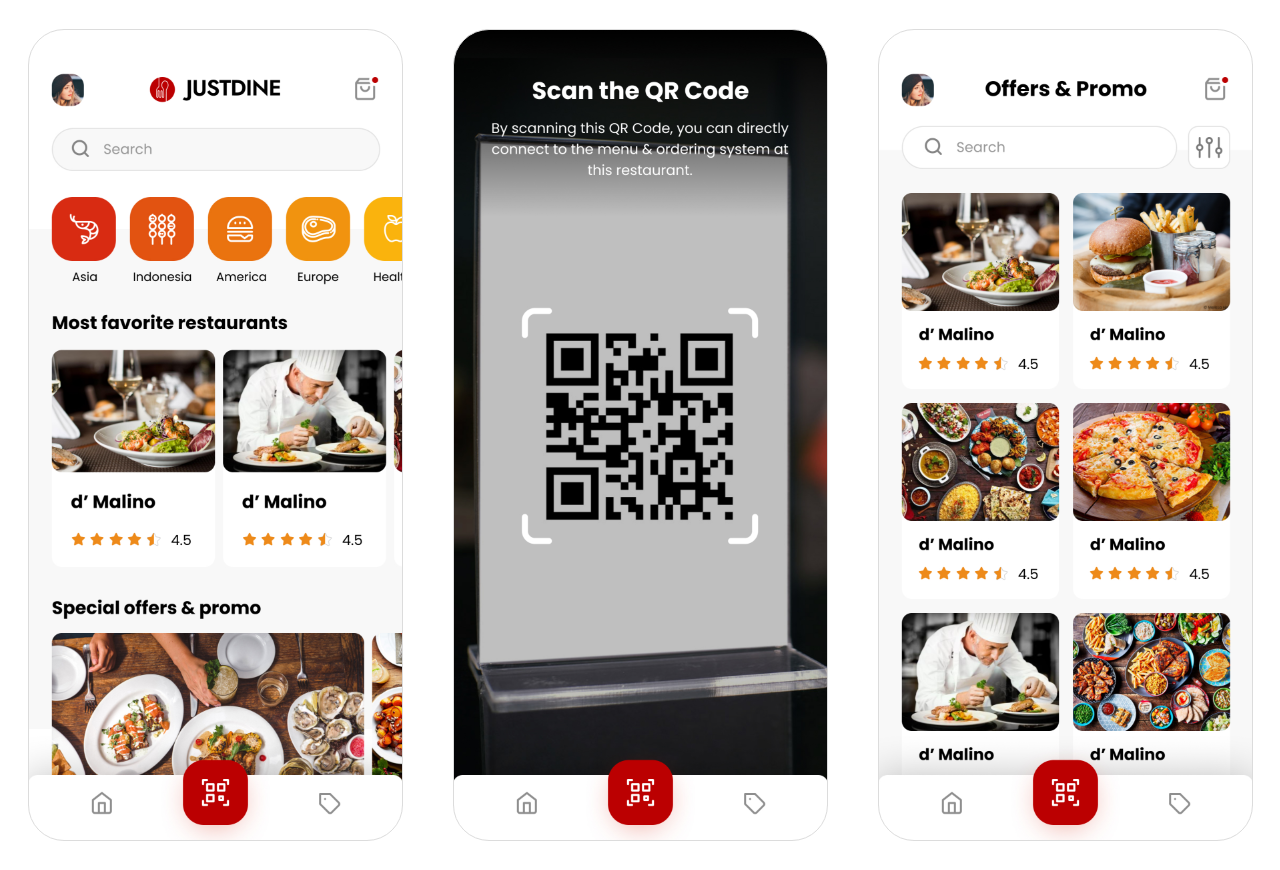 JUSTDINE
Search
Asia
Indonesia
America
Europe
Healt
Most favorite restaurants
d’ Malino
4.5
d’ Malino
4.5
Special offers & promo
Scan the QR Code
By scanning this QR Code, you can directly
connect to the menu & ordering system at
this restaurant.
Offers & Promo
Search
d’ Malino
4.5
d’ Malino
4.5
d’ Malino
4.5
d’ Malino
4.5
d’ Malino
d’ Malino